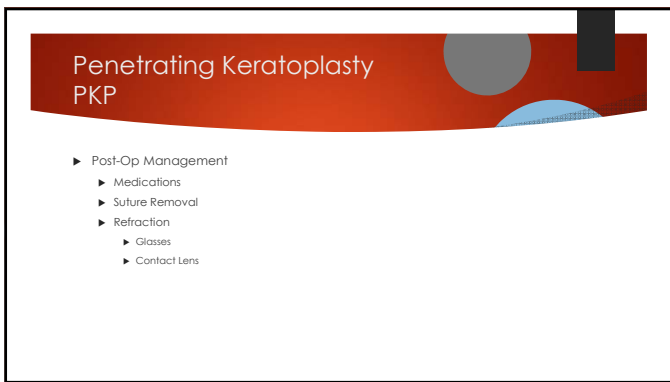 Penetrating Keratoplasty
PKP
Post-Op Management
Medications
Suture Removal
Refraction
Glasses
Contact Lens